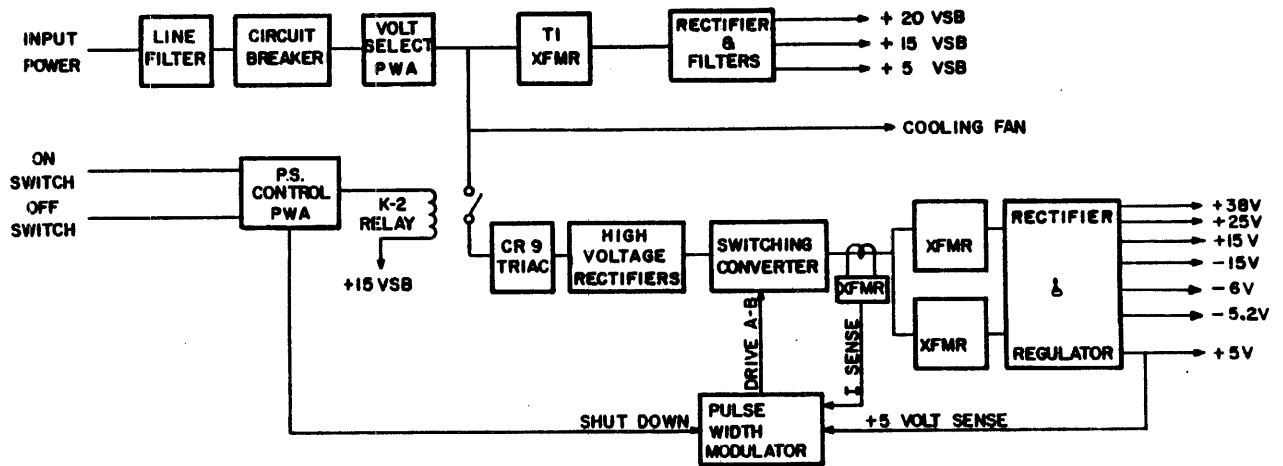 INPUT
POWER
LINE
FILTER
CIRCUIT
BREAKER
VOLT
SELECT
PWA
T1
XFMR
RECTIFIER
&
FILTERS
+ 20 VSB
+ 15 VSB
+ 5 VSB
COOLING FAN
ON
SWITCH
OFF
SWITCH
P.S.
CONTROL
PWA
K-2
RELAY
+15 VSB
CR 9
TRIAC
HIGH
VOLTAGE
RECTIFIERS
SWITCHING
CONVERTER
XFMR
XFMR
XFMR
RECTIFIER
&
REGULATOR
+38V
+25V
+15 V
-15V
-6V
-5.2V
+5V
DRIVE A-B
I SENSE
SHUT DOWN
PULSE
WIDTH
MODULATOR
+5 VOLT SENSE